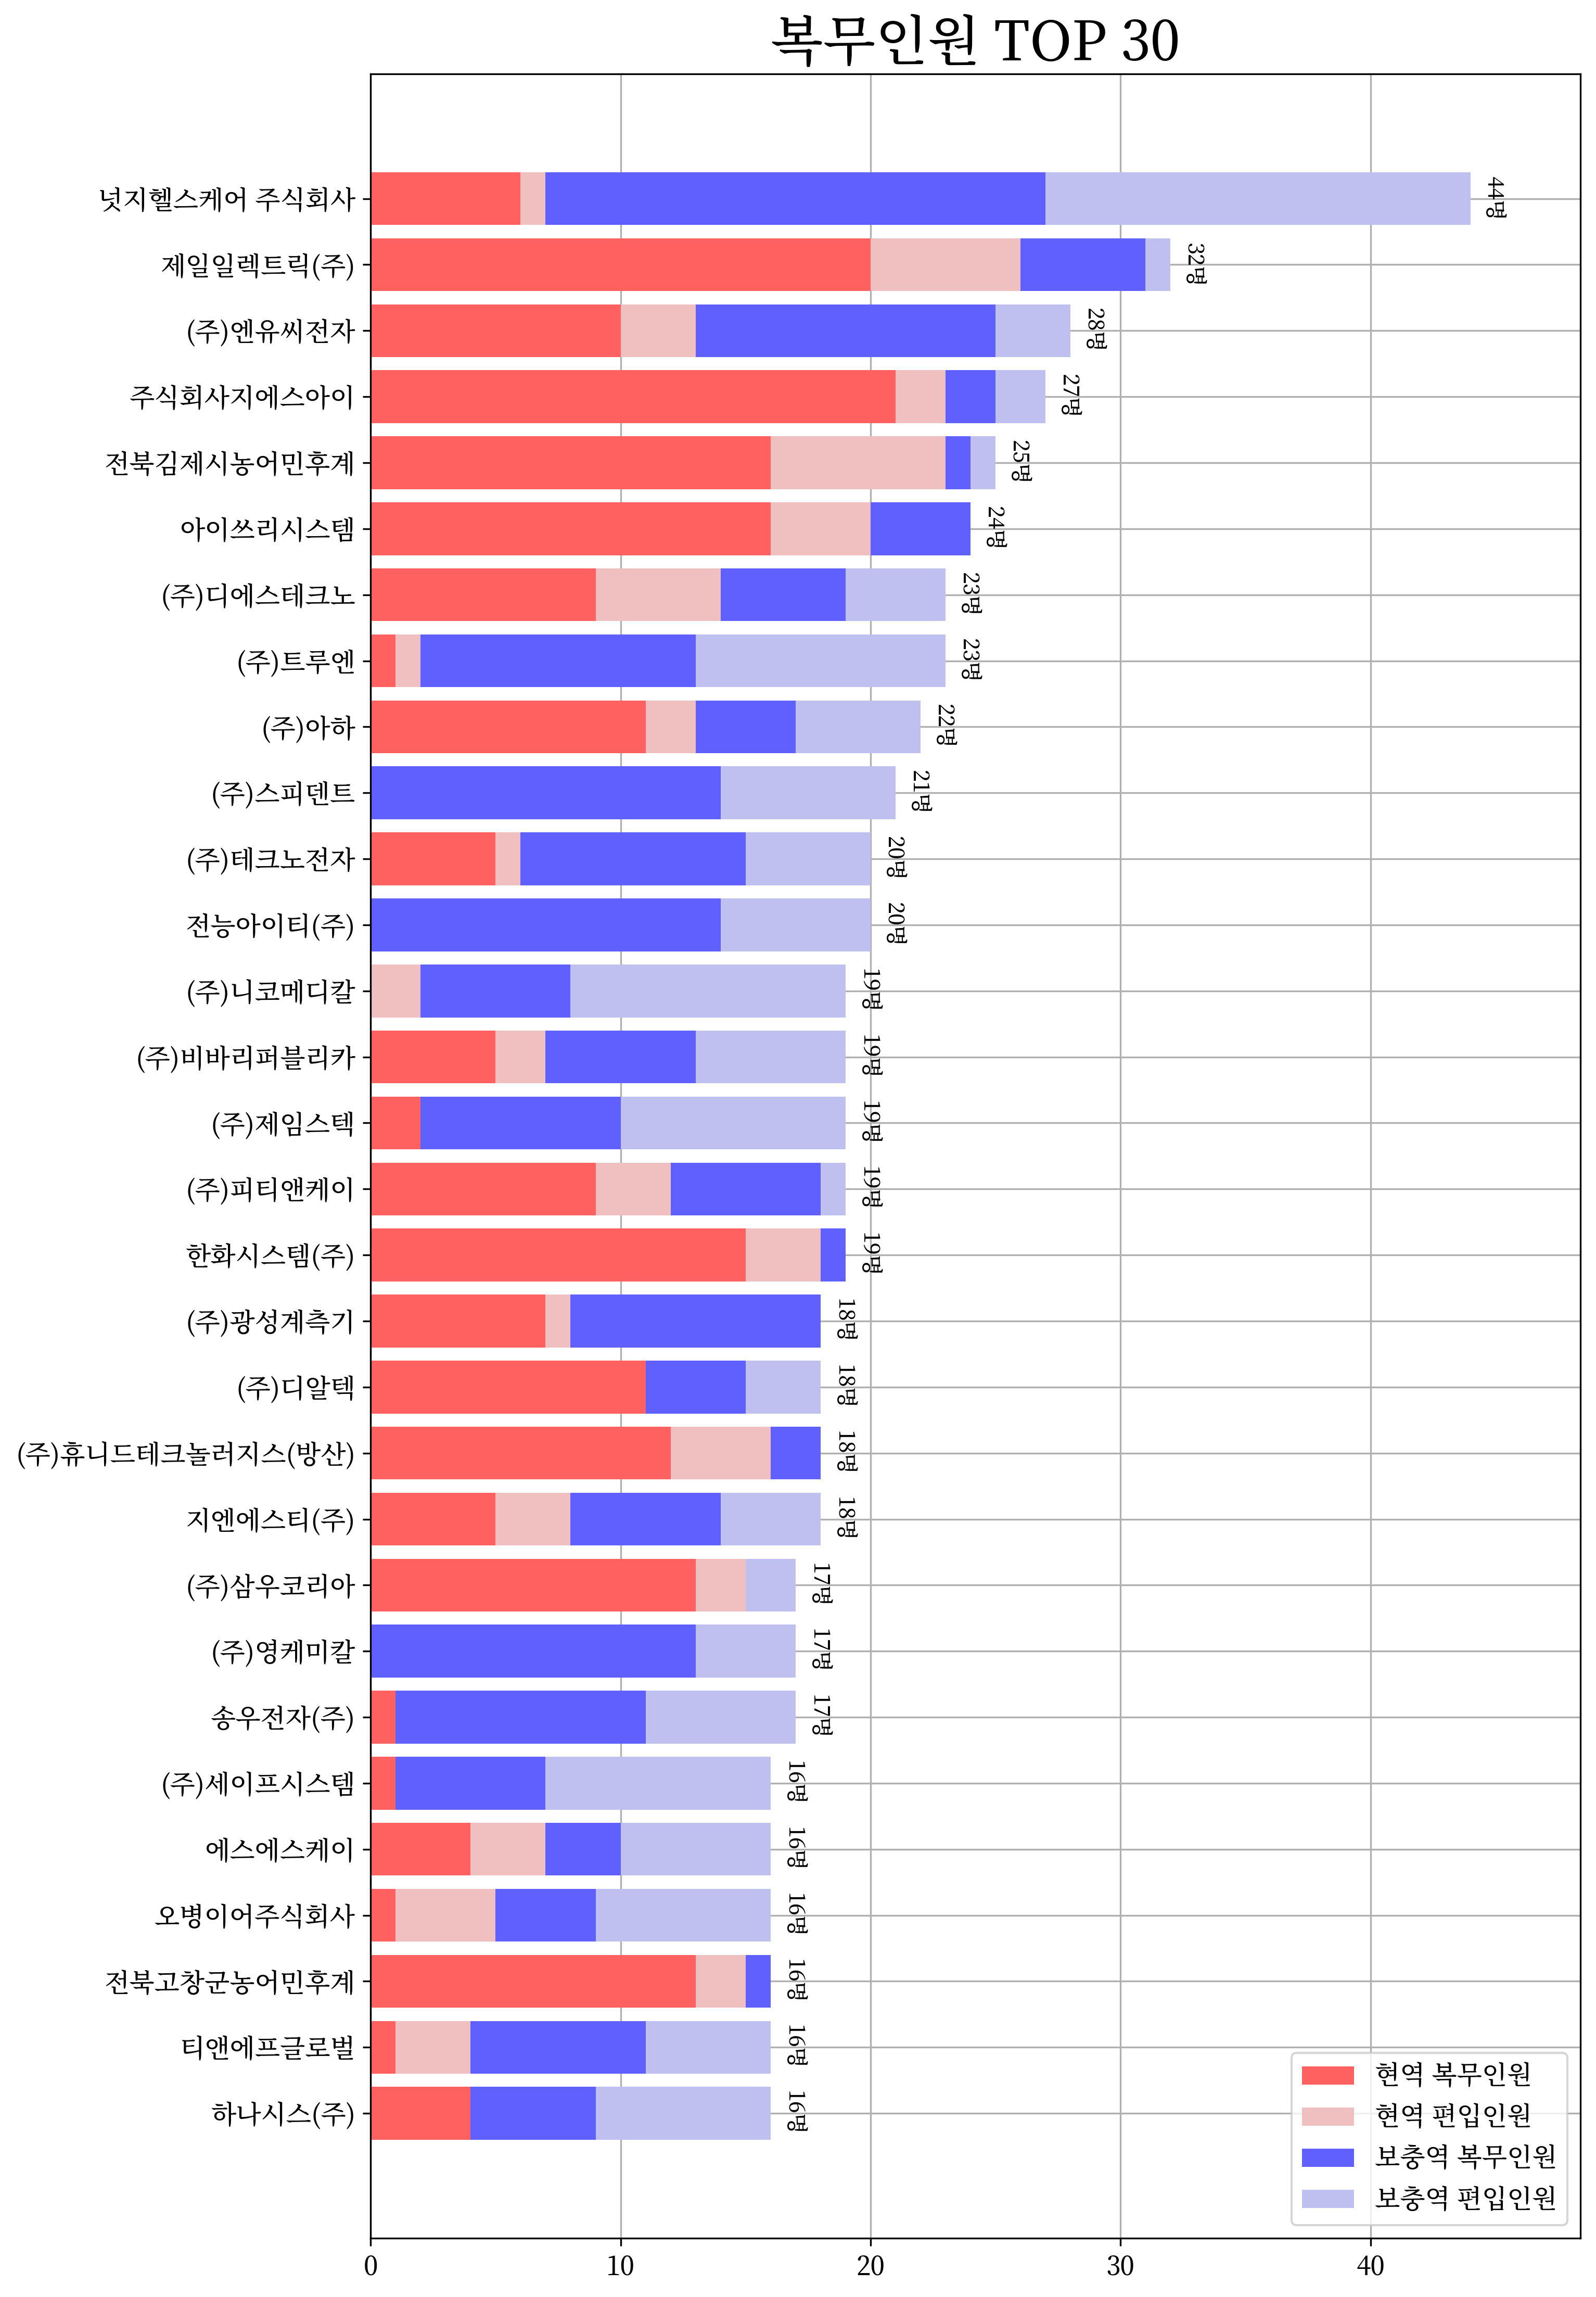 복무인원 TOP 30
넛지헬스케어 주식회사 44명
제일일렉트릭(주) 32명
(주)엔유씨전자 28명
주식회사지에스아이 27명
전북김제시농어민후계 25명
아이쓰리시스템 24명
(주)디에스테크노 23명
(주)트루엔 23명
(주)아하 22명
(주)스피덴트 21명
(주)테크노전자 20명
전능아이티(주) 20명
(주)니코메디칼 19명
(주)비바리퍼블리카 19명
(주)제임스텍 19명
(주)피티앤케이 19명
한화시스템(주) 19명
(주)광성계측기 18명
(주)디알텍 18명
(주)휴니드테크놀러지스(방산) 18명
지엔에스티(주) 18명
(주)삼우코리아 17명
(주)영케미칼 17명
송우전자(주) 17명
(주)세이프시스템 16명
에스에스케이 16명
오병이어주식회사 16명
전북고창군농어민후계 16명
티앤에프글로벌 16명
하나시스(주) 16명
현역 복무인원
현역 편입인원
보충역 복무인원
보충역 편입인원
0 10 20 30 40